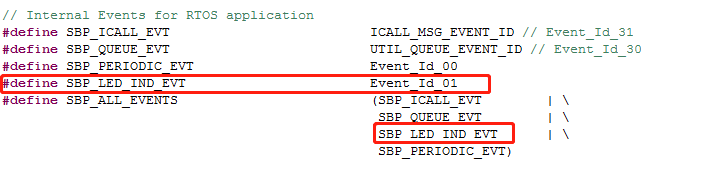 // Internal Events for RTOS application
#define SBP_ICALL_EVT ICALL_MSG_EVENT_ID // Event_Id_31
#define SBP_QUEUE_EVT UTIL_QUEUE_EVENT_ID // Event_Id_30
#define SBP_PERIODIC_EVT Event_Id_00
#define SBP_LED_IND_EVT Event_Id_01
#define SBP_ALL_EVENTS (SBP_ICALL_EVT | \
SBP_QUEUE_EVT | \
SBP_LED_IND_EVT | \
SBP_PERIODIC_EVT)